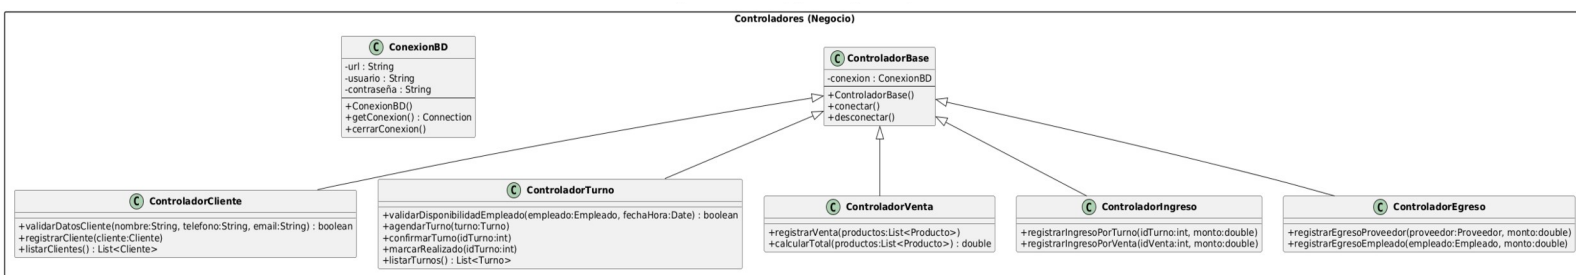 Controladores (Negocio)
C ConexionBD
-url : String
-usuario : String
-contraseña : String
+ConexionBD()
+getConexion() : Connection
+cerrarConexion()
C ControladorBase
-conexion : ConexionBD
+ControladorBase()
+conectar()
+desconectar()
C ControladorCliente
+validarDatosCliente(nombre:String, telefono:String, email:String) : boolean
+registrarCliente(cliente:Cliente)
+listarClientes() : List<Cliente>
C ControladorTurno
+validarDisponibilidadEmpleado(empleado:Empleado, fechaHora:Date) : boolean
+agendarTurno(turno:Turno)
+confirmarTurno(idTurno:int)
+marcarRealizado(idTurno:int)
+listarTurnos() : List<Turno>
C ControladorVenta
+registrarVenta(productos:List<Producto>)
+calcularTotal(productos:List<Producto>) : double
C ControladorIngreso
+registrarIngresoPorTurno(idTurno:int, monto:double)
+registrarIngresoPorVenta(idVenta:int, monto:double)
C ControladorEgreso
+registrarEgresoProveedor(proveedor:Proveedor, monto:double)
+registrarEgresoEmpleado(empleado:Empleado, monto:double)